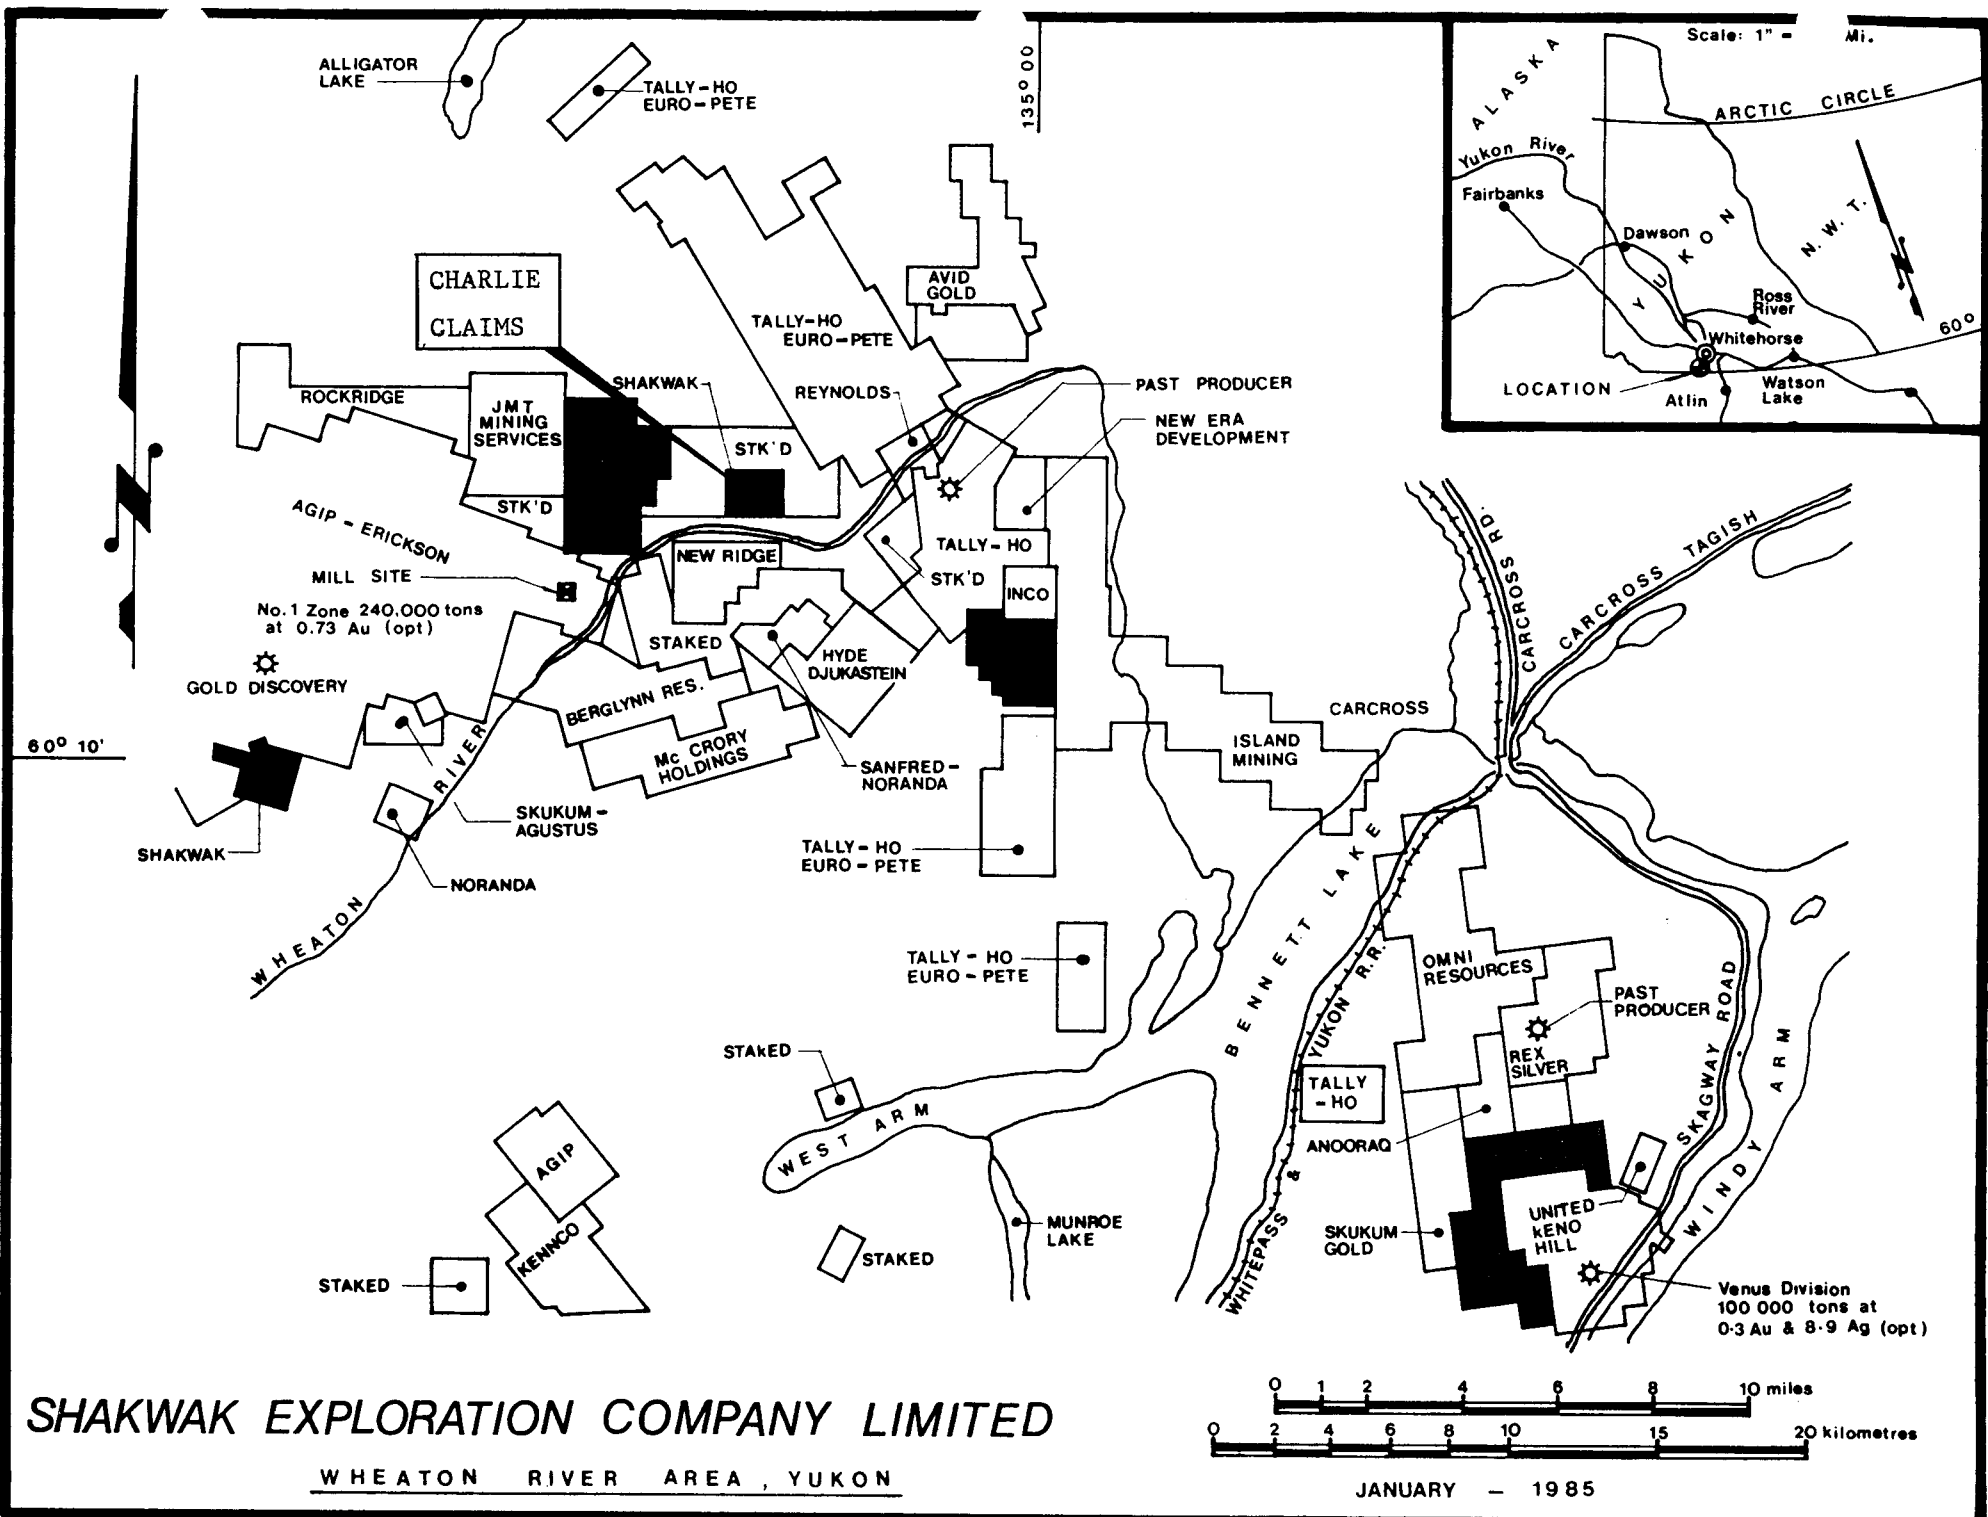 ALLIGATOR
LAKE
TALLY-HO
EURO-PETE
135° 00
Scale: 1" = Mi.
ALASKA
ARCTIC CIRCLE
Yukon River
Fairbanks
Dawson
YUKON
N.W.T.
Ross
River
Whitehorse
60°
LOCATION
Atlin
Watson
Lake
CHARLIE
CLAIMS
AVID
GOLD
TALLY-HO
EURO-PETE
ROCKRIDGE
JMT
MINING
SERVICES
SHAKWAK
REYNOLDS
PAST PRODUCER
NEW ERA
DEVELOPMENT
STK'D
STK'D
AGIP-ERICKSON
MILL SITE
No.1 Zone 240,000 tons
at 0.73 Au (opt)
GOLD DISCOVERY
NEW RIDGE
TALLY-HO
STK'D
INCO
STAKED
HYDE
DJUKASTEIN
BERGLYNN RES.
Mc CRORY
HOLDINGS
SANFRED-
NORANDA
CARCROSS RD.
CARCROSS TAGISH
CARCROSS
ISLAND
MINING
60° 10'
SHAKWAK
SKUKUM-
AGUSTUS
NORANDA
WHEATON RIVER
TALLY-HO
EURO-PETE
TALLY-HO
EURO-PETE
BENNETT LAKE
OMNI
RESOURCES
PAST
PRODUCER
REX
SILVER
SKAGWAY ROAD
WINDY ARM
STAKED
WEST ARM
TALLY
-HO
ANOORAQ
WHITEPASS & YUKON R.R.
AGIP
KENNCO
STAKED
STAKED
MUNROE
LAKE
SKUKUM
GOLD
UNITED
KENO
HILL
Venus Division
100 000 tons at
0.3 Au & 8.9 Ag (opt)
SHAKWAK EXPLORATION COMPANY LIMITED
WHEATON RIVER AREA, YUKON
0 1 2 4 6 8 10 miles
0 2 4 6 8 10 15 20 kilometres
JANUARY - 1985